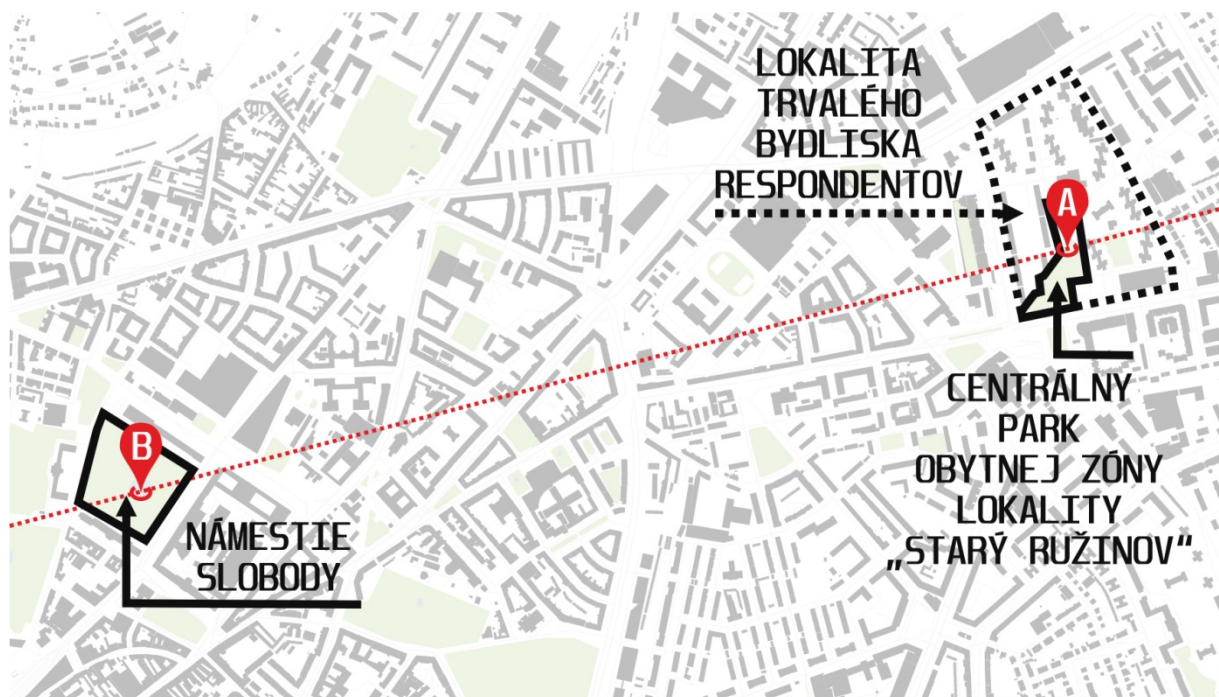 LOKALITA
TRVALÉHO
BYDLISKA
RESPONDENTOV
A
CENTRÁLNY
PARK
OBYTNEJ ZÓNY
LOKALITY
„STARÝ RUŽINOV“
B
NÁMESTIE
SLOBODY